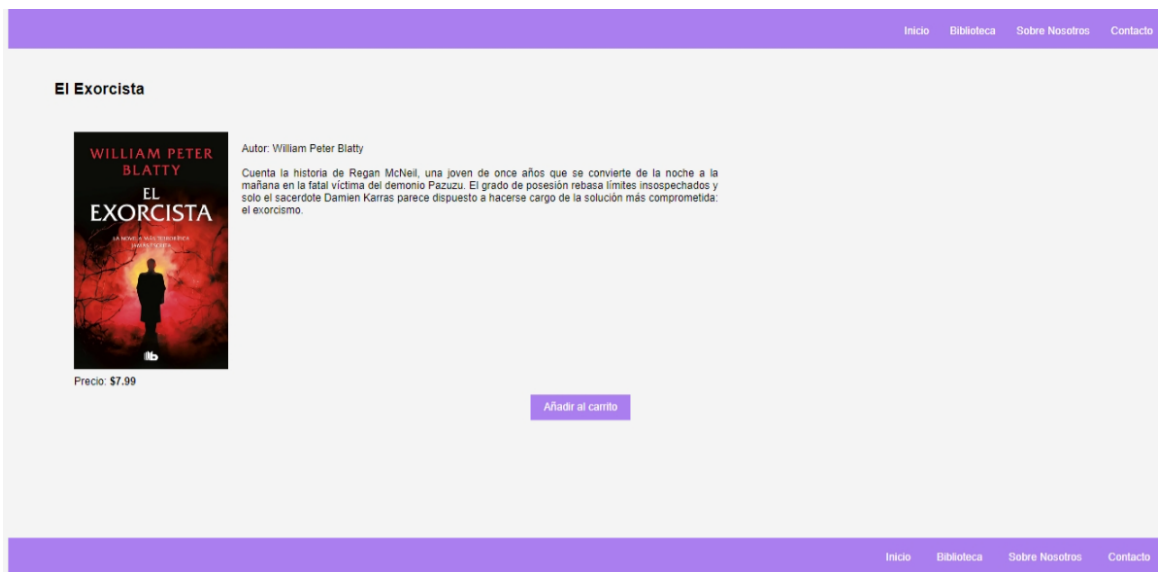 Inicio Biblioteca Sobre Nosotros Contacto
El Exorcista
WILLIAM PETER
BLATTY
EL
EXORCISTA
Autor: William Peter Blatty
Cuenta la historia de Regan McNeil, una joven de once años que se convierte de la noche a la
mañana en la fatal víctima del demonio Pazuzu. El grado de posesión rebasa límites insospechados y
solo el sacerdote Damien Karras parece dispuesto a hacerse cargo de la solución más comprometida:
el exorcismo.
Precio: $7.99
Añadir al carrito
Inicio Biblioteca Sobre Nosotros Contacto